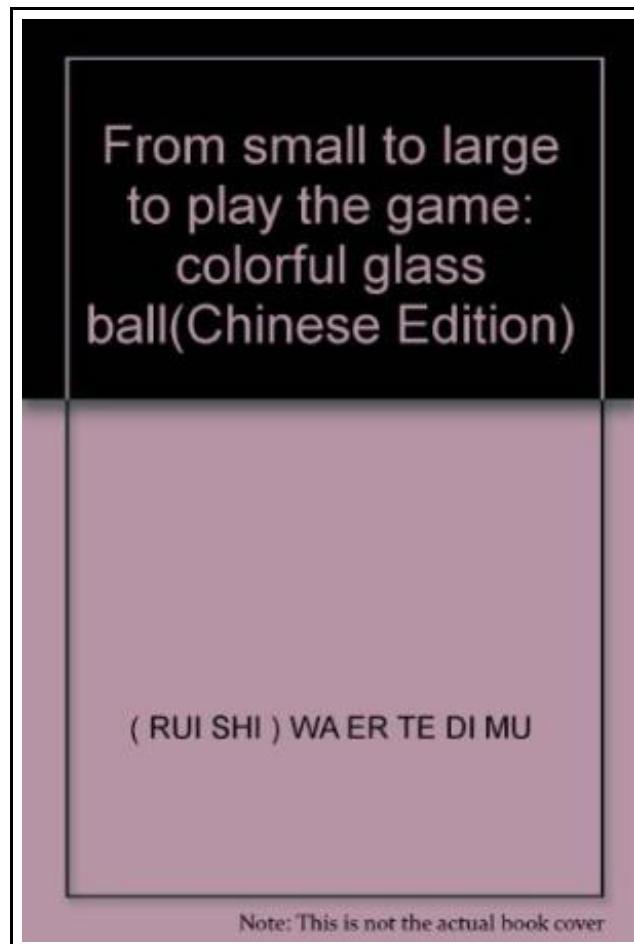 From small to large
to play the game:
colorful glass
ball(Chinese Edition)
( RUI SHI ) WA ER TE DI MU
Note: This is not the actual book cover